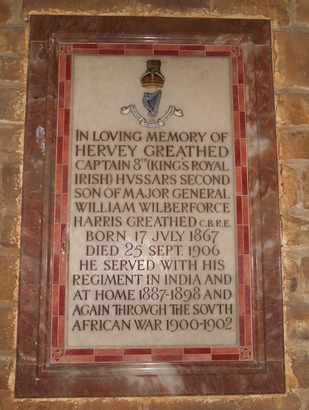 IN LOVING MEMORY OF
HERVEY GREATHED
CAPTAIN 8TH (KING'S ROYAL
IRISH) HVSSARS SECOND
SON OF MAJOR GENERAL
WILLIAM WILBERFORCE
HARRIS GREATHED C.B.R.E.
BORN 17 JVLY 1867
DIED 25 SEPT. 1906
HE SERVED WITH HIS
REGIMENT IN INDIA AND
AT HOME 1887-1898 AND
AGAIN THROVGH THE SOVTH
AFRICAN WAR 1900-1902